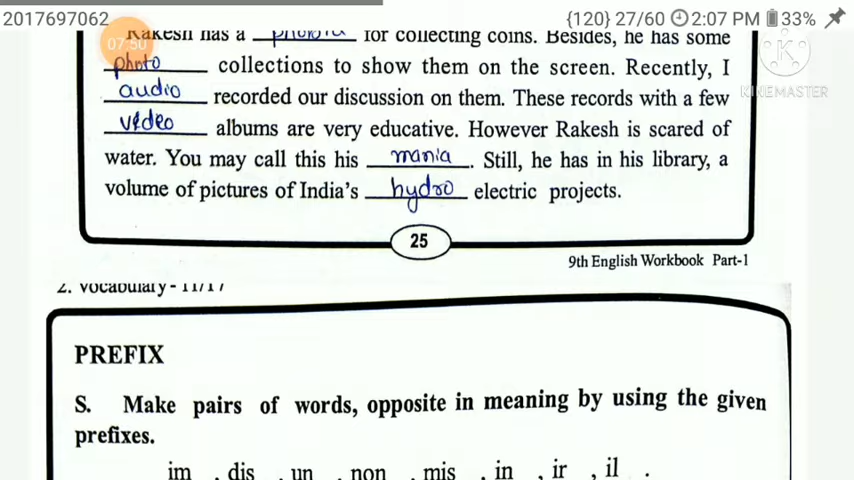 2017697062 {120} 27/60 2:07 PM 33%
07:50
KINEMASTER
Rakesh has a phobia for collecting coins. Besides, he has some
photo collections to show them on the screen. Recently, I
audio recorded our discussion on them. These records with a few
video albums are very educative. However Rakesh is scared of
water. You may call this his mania. Still, he has in his library, a
volume of pictures of India's hydro electric projects.
25
9th English Workbook Part-1
2. Vocabulary - 11/17
PREFIX
S. Make pairs of words, opposite in meaning by using the given
prefixes.
im , dis , un , non , mis , in , ir , il .